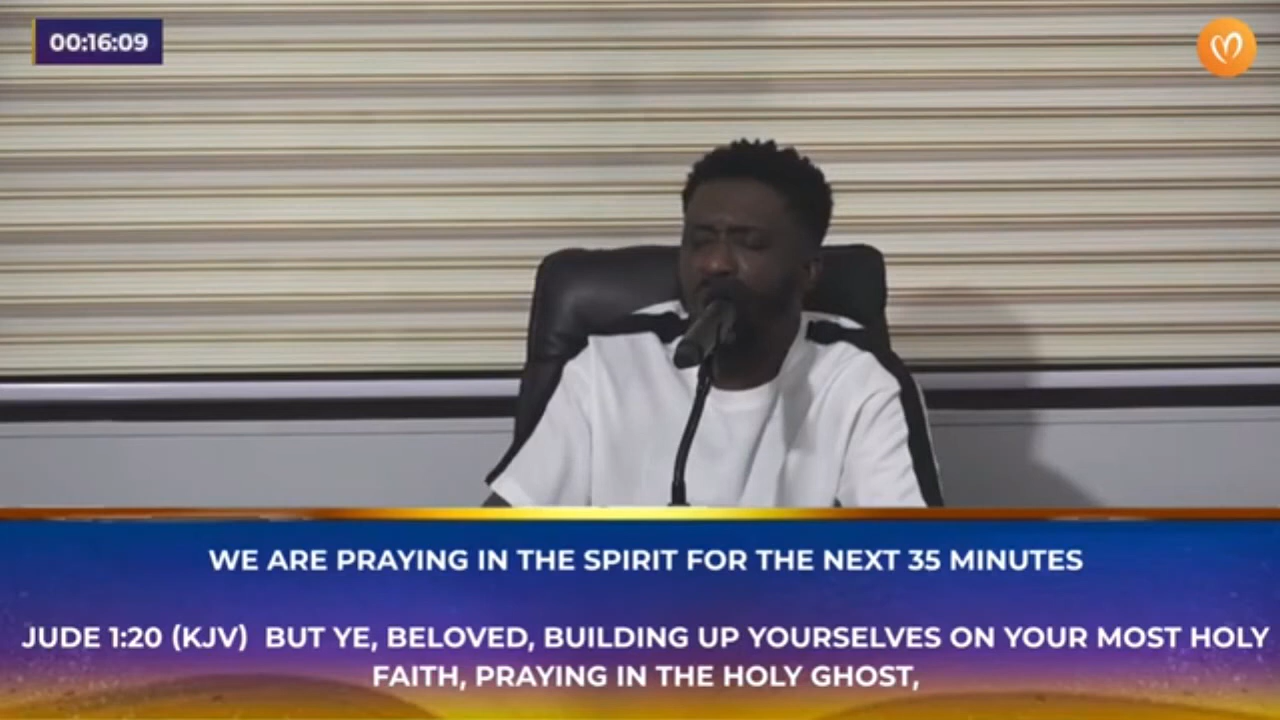 00:16:09
WE ARE PRAYING IN THE SPIRIT FOR THE NEXT 35 MINUTES
JUDE 1:20 (KJV) BUT YE, BELOVED, BUILDING UP YOURSELVES ON YOUR MOST HOLY
FAITH, PRAYING IN THE HOLY GHOST,